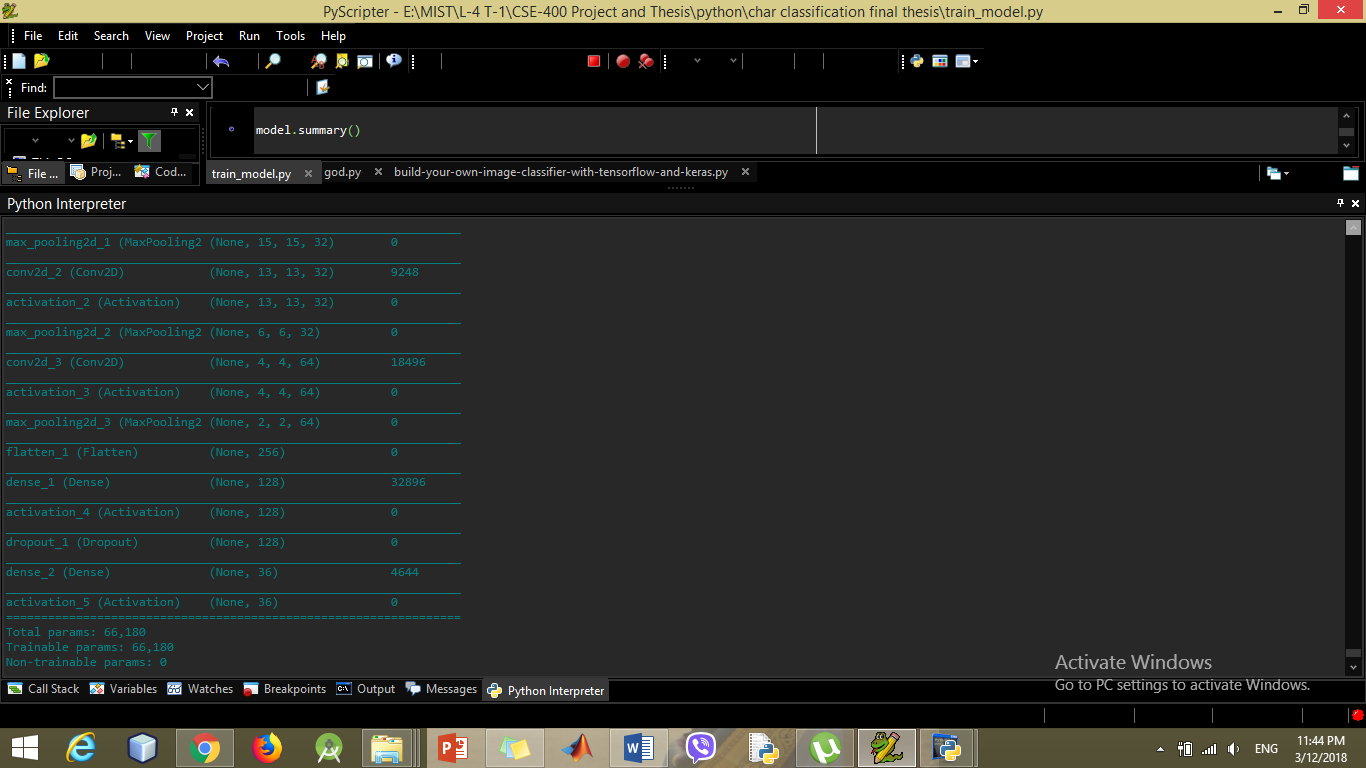 PyScripter - E:\MIST\L-4 T-1\CSE-400 Project and Thesis\python\char classification final thesis\train_model.py
File Edit Search View Project Run Tools Help
Find:
File Explorer
model.summary()
File ... Proj... Cod...
train_model.py god.py build-your-own-image-classifier-with-tensorflow-and-keras.py
Python Interpreter
max_pooling2d_1 (MaxPooling2 (None, 15, 15, 32) 0
conv2d_2 (Conv2D) (None, 13, 13, 32) 9248
activation_2 (Activation) (None, 13, 13, 32) 0
max_pooling2d_2 (MaxPooling2 (None, 6, 6, 32) 0
conv2d_3 (Conv2D) (None, 4, 4, 64) 18496
activation_3 (Activation) (None, 4, 4, 64) 0
max_pooling2d_3 (MaxPooling2 (None, 2, 2, 64) 0
flatten_1 (Flatten) (None, 256) 0
dense_1 (Dense) (None, 128) 32896
activation_4 (Activation) (None, 128) 0
dropout_1 (Dropout) (None, 128) 0
dense_2 (Dense) (None, 36) 4644
activation_5 (Activation) (None, 36) 0
=================================================================
Total params: 66,180
Trainable params: 66,180
Non-trainable params: 0
Activate Windows
Go to PC settings to activate Windows.
Call Stack Variables Watches Breakpoints Output Messages Python Interpreter
ENG
11:44 PM
3/12/2018